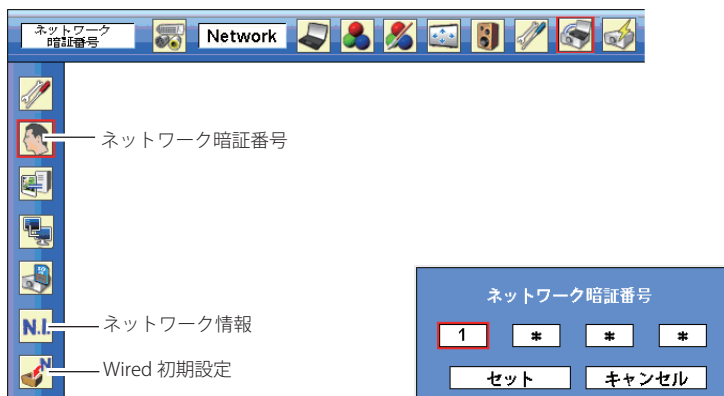 ネットワーク
暗証番号
Network
ネットワーク暗証番号
N.I.
ネットワーク情報
N
Wired 初期設定
ネットワーク暗証番号
1 * * *
セット キャンセル